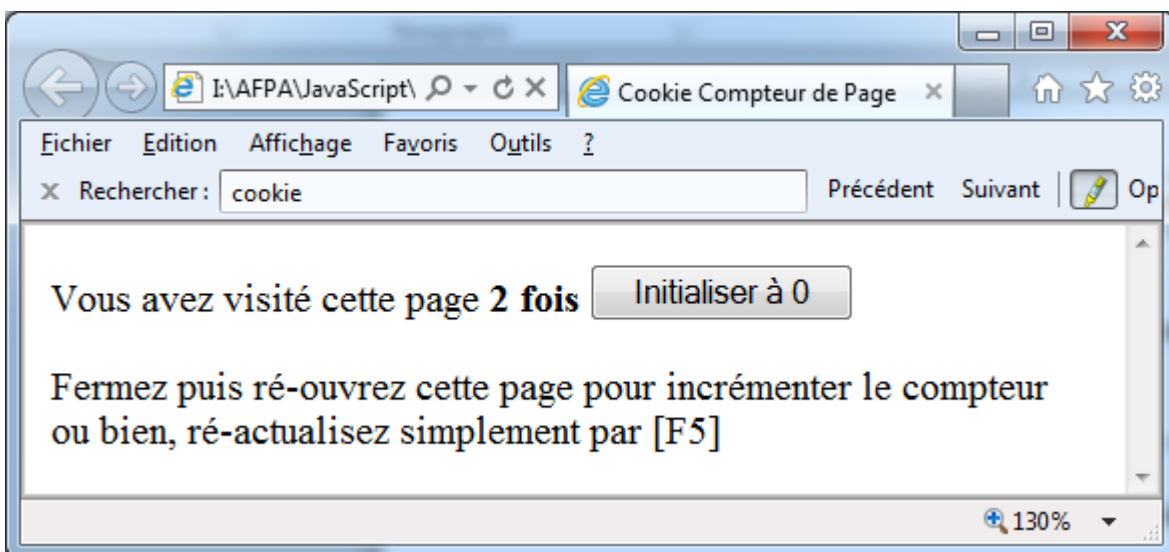 I:\AFPA\JavaScript\
Cookie Compteur de Page
Fichier Edition Affichage Favoris Outils ?
Rechercher : cookie Précédent Suivant Op
Vous avez visité cette page 2 fois Initialiser à 0
Fermez puis ré-ouvrez cette page pour incrémenter le compteur
ou bien, ré-actualisez simplement par [F5]
130%